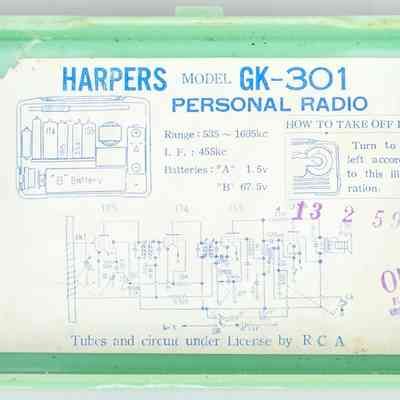 HARPERS MODEL GK-301
PERSONAL RADIO
Range: 535 ~ 1605kc
I. F. : 455kc
Batteries: "A" 1.5v
"B" 67.5v
HOW TO TAKE OFF
Turn to
left accor
to this ill
ration.
"B" Battery
1T4
13 2 59
Tubes and circuit under License by RCA